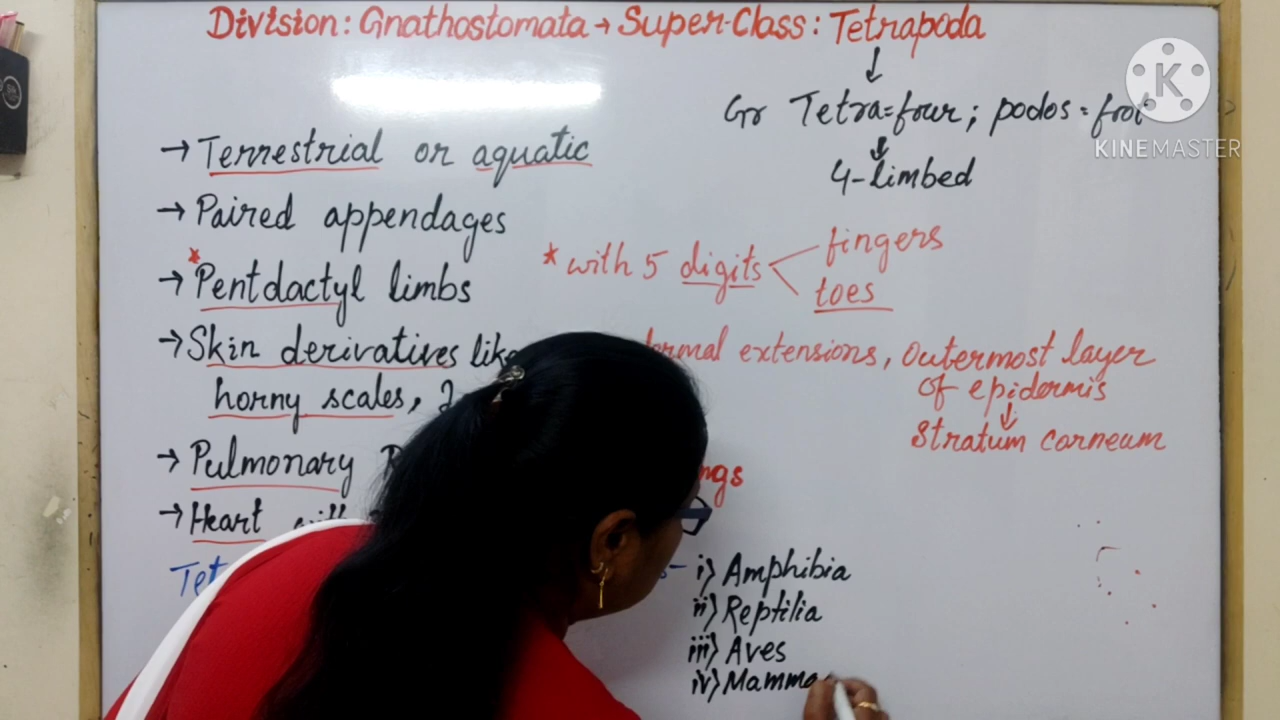 Division: Gnathostomata → Super-Class: Tetrapoda
↓
Gr Tetra=four; podos = foot
↓
4-limbed
K
KINEMASTER
→ Terrestrial or aquatic
→ Paired appendages
→ *Pentdactyl limbs
* with 5 digits
fingers
toes
→ Skin derivatives like
horny scales,
extensions, Outermost layer
of epidermis
↓
Stratum corneum
→ Pulmonary
→ Heart with
i) Amphibia
ii) Reptilia
iii) Aves
iv) Mamma